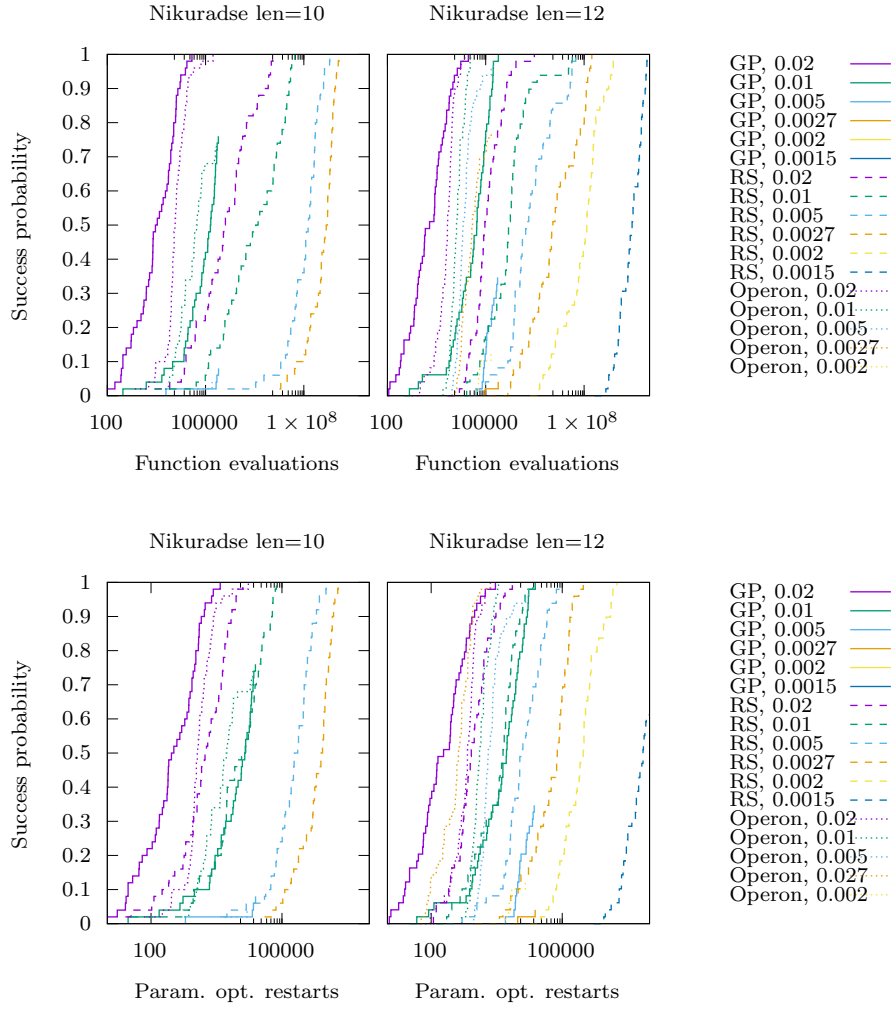 Nikuradse len=10
Nikuradse len=12
Success probability
1
0.9
0.8
0.7
0.6
0.5
0.4
0.3
0.2
0.1
0
100 100000 1 × 10^8
100 100000 1 × 10^8
Function evaluations
Function evaluations
GP, 0.02
GP, 0.01
GP, 0.005
GP, 0.0027
GP, 0.002
GP, 0.0015
RS, 0.02
RS, 0.01
RS, 0.005
RS, 0.0027
RS, 0.002
RS, 0.0015
Operon, 0.02
Operon, 0.01
Operon, 0.005
Operon, 0.0027
Operon, 0.002
Nikuradse len=10
Nikuradse len=12
Success probability
1
0.9
0.8
0.7
0.6
0.5
0.4
0.3
0.2
0.1
0
100 100000
100 100000
Param. opt. restarts
Param. opt. restarts
GP, 0.02
GP, 0.01
GP, 0.005
GP, 0.0027
GP, 0.002
GP, 0.0015
RS, 0.02
RS, 0.01
RS, 0.005
RS, 0.0027
RS, 0.002
RS, 0.0015
Operon, 0.02
Operon, 0.01
Operon, 0.005
Operon, 0.027
Operon, 0.002